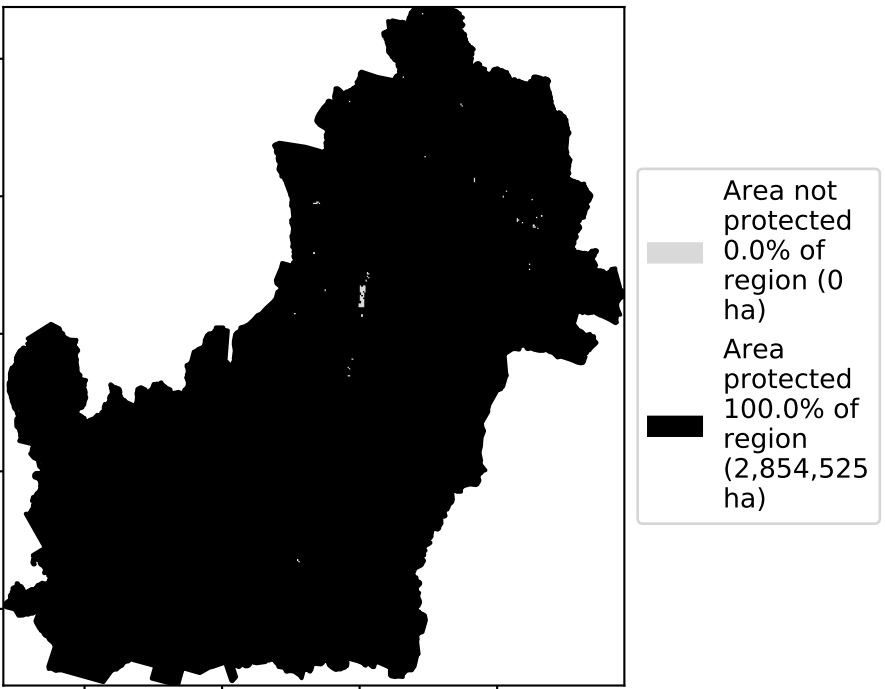 Area not
protected
0.0% of
region (0
ha)
Area
protected
100.0% of
region
(2,854,525
ha)